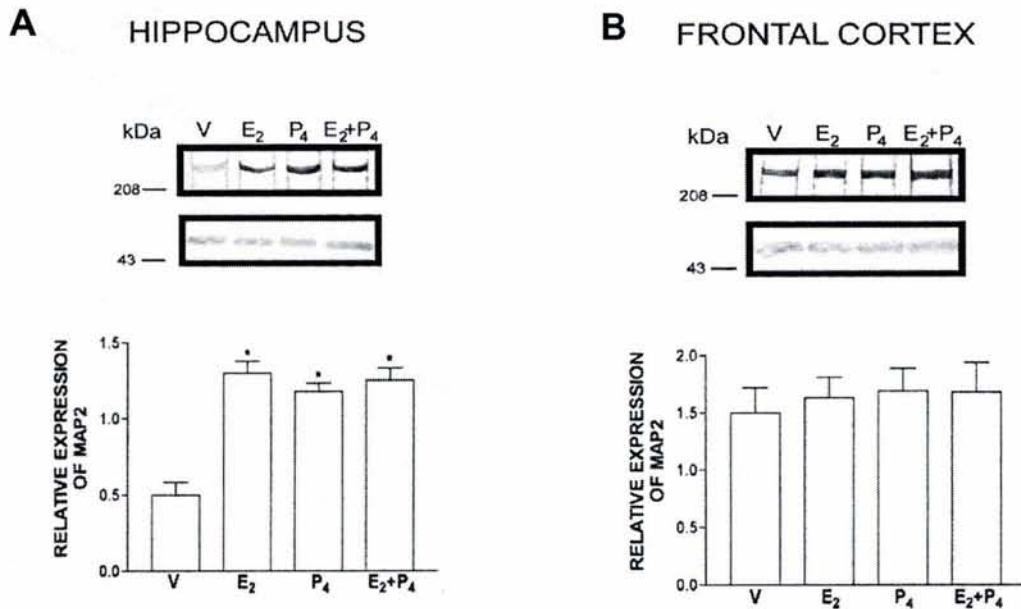 A
HIPPOCAMPUS
kDa
V E₂ P₄ E₂+P₄
208
43
RELATIVE EXPRESSION
OF MAP2
1.5
1.0
0.5
0.0
* * *
V E₂ P₄ E₂+P₄
B
FRONTAL CORTEX
kDa
V E₂ P₄ E₂+P₄
208
43
RELATIVE EXPRESSION
OF MAP2
2.0
1.5
1.0
0.5
0.0
V E₂ P₄ E₂+P₄